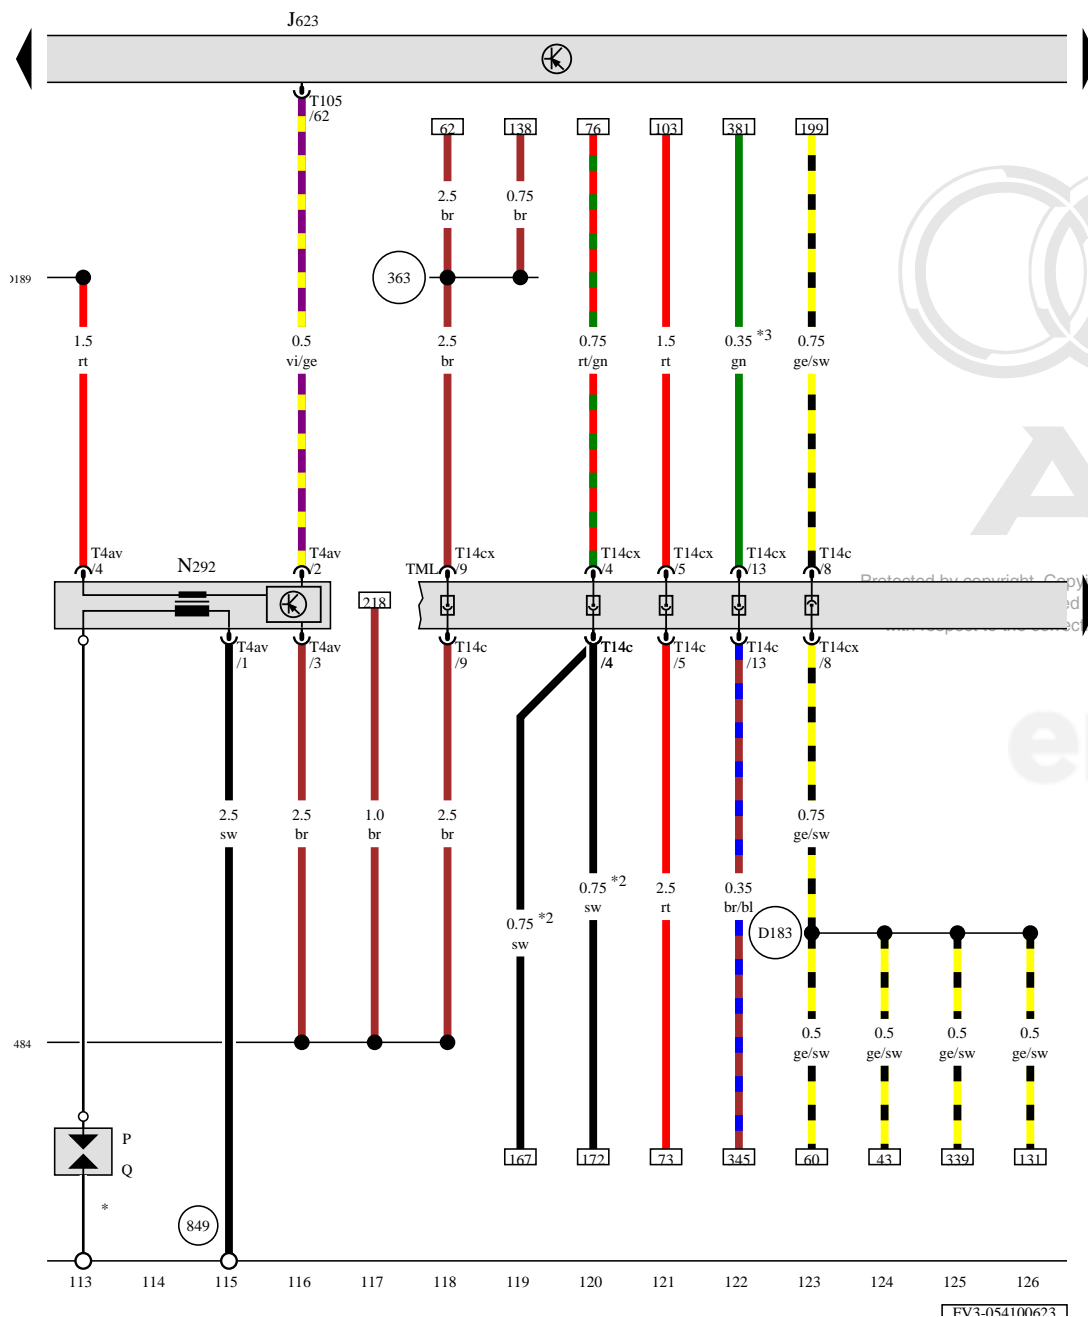 J623
T105
/62
62
138
76
103
381
199
2.5
br
0.75
br
363
1.5
rt
0.5
vi/ge
2.5
br
0.75
rt/gn
1.5
rt
0.35 *3
gn
0.75
ge/sw
T4av
/4
N292
T4av
/2
TML
T14cx
/9
T14cx
/4
T14cx
/5
T14cx
/13
T14c
/8
Protected by copyright.
218
T4av
/1
T4av
/3
T14c
/9
T14c
/4
T14c
/5
T14c
/13
T14cx
/8
2.5
sw
2.5
br
1.0
br
2.5
br
0.75
ge/sw
0.75 *2
sw
0.75 *2
sw
2.5
rt
0.35
br/bl
D183
484
0.5
ge/sw
0.5
ge/sw
0.5
ge/sw
0.5
ge/sw
P
Q
*
849
167
172
73
345
60
43
339
131
113 114 115 116 117 118 119 120 121 122 123 124 125 126
EV3-054100623